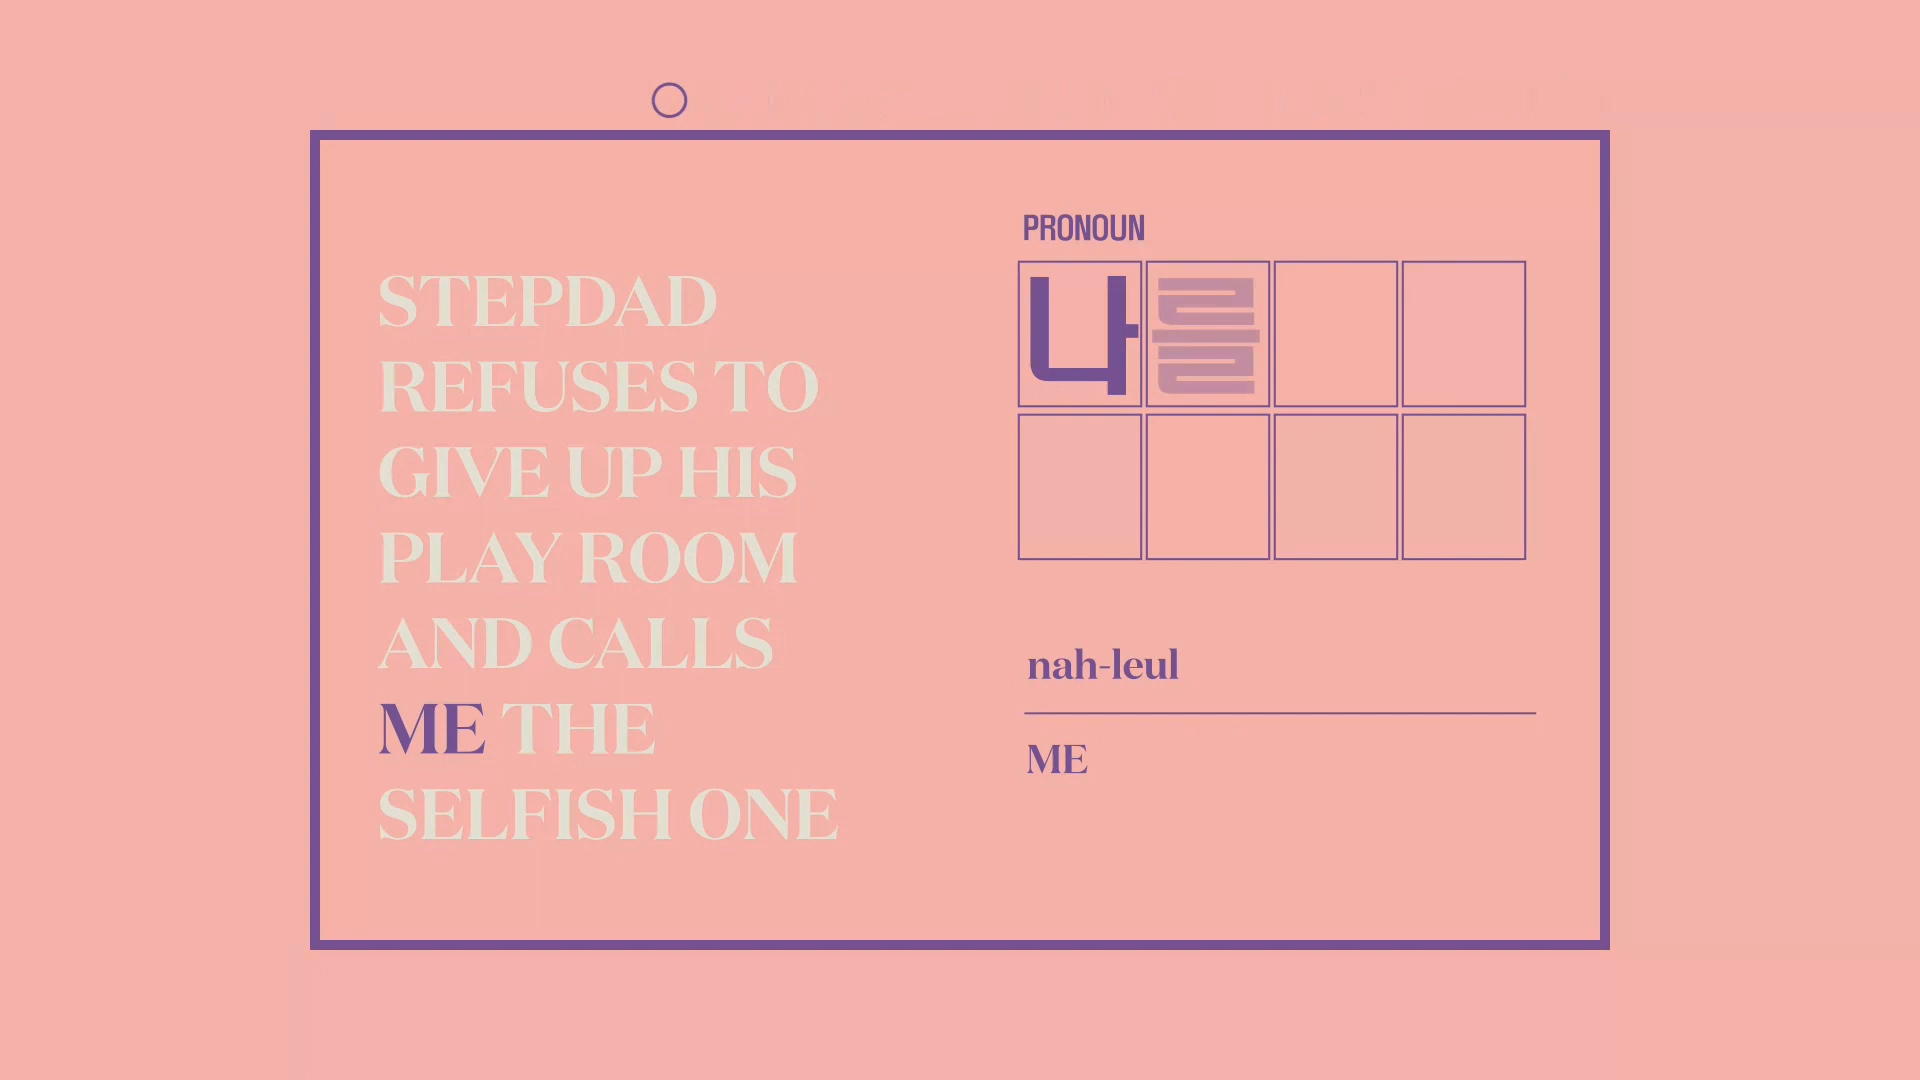 STEPDAD
REFUSES TO
GIVE UP HIS
PLAY ROOM
AND CALLS
ME THE
SELFISH ONE
PRONOUN
나를
nah-leul
ME